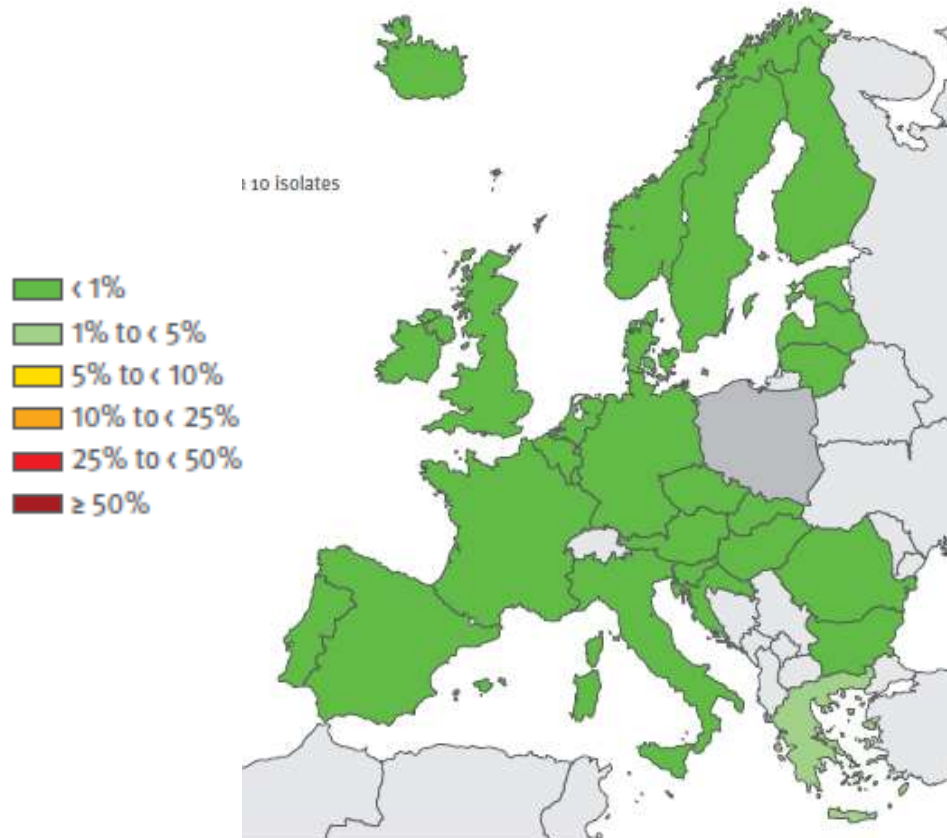 10 isolates
< 1%
1% to < 5%
5% to < 10%
10% to < 25%
25% to < 50%
≥ 50%